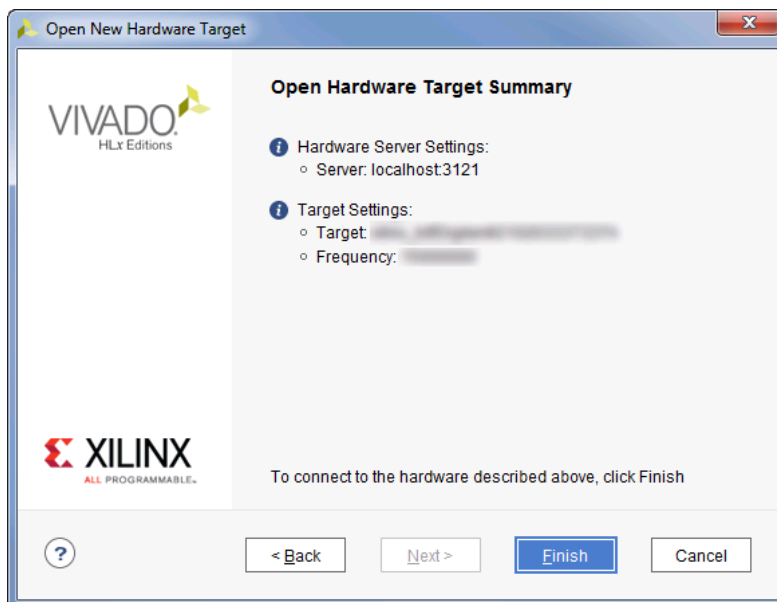 Open New Hardware Target
VIVADO.
HLx Editions
Open Hardware Target Summary
Hardware Server Settings:
Server: localhost:3121
Target Settings:
Target:
Frequency:
XILINX
ALL PROGRAMMABLE™
To connect to the hardware described above, click Finish
?
< Back
Next >
Finish
Cancel